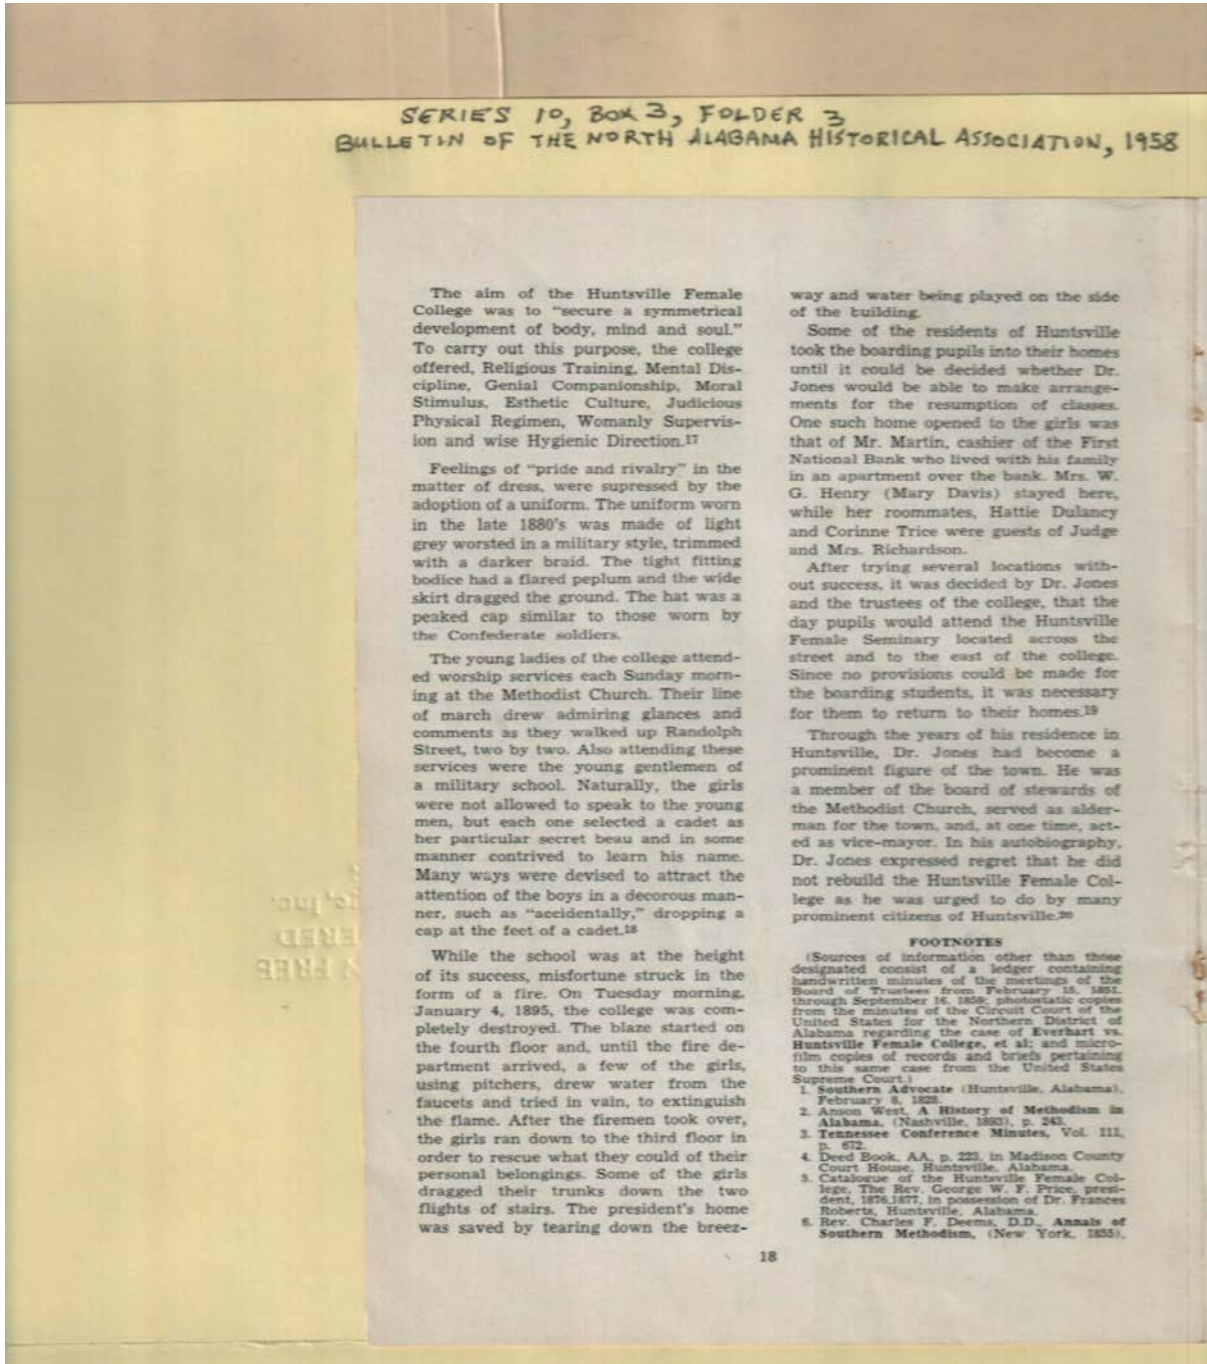 SERIES 10, BOX 3, FOLDER 3
BULLETIN OF THE NORTH ALABAMA HISTORICAL ASSOCIATION, 1958
The aim of the Huntsville Female
College was to "secure a symmetrical
development of body, mind and soul."
To carry out this purpose, the college
offered, Religious Training, Mental Dis-
cipline, Genial Companionship, Moral
Stimulus, Esthetic Culture, Judicious
Physical Regimen, Womanly Supervis-
ion and wise Hygienic Direction.17
Feelings of "pride and rivalry" in the
matter of dress, were supressed by the
adoption of a uniform. The uniform worn
in the late 1880's was made of light
grey worsted in a military style, trimmed
with a darker braid. The tight fitting
bodice had a flared peplum and the wide
skirt dragged the ground. The hat was a
peaked cap similar to those worn by
the Confederate soldiers.
The young ladies of the college attend-
ed worship services each Sunday morn-
ing at the Methodist Church. Their line
of march drew admiring glances and
comments as they walked up Randolph
Street, two by two. Also attending these
services were the young gentlemen of
a military school. Naturally, the girls
were not allowed to speak to the young
men, but each one selected a cadet as
her particular secret beau and in some
manner contrived to learn his name.
Many ways were devised to attract the
attention of the boys in a decorous man-
ner, such as "accidentally," dropping a
cap at the feet of a cadet.18
While the school was at the height
of its success, misfortune struck in the
form of a fire. On Tuesday morning,
January 4, 1895, the college was com-
pletely destroyed. The blaze started on
the fourth floor and, until the fire de-
partment arrived, a few of the girls,
using pitchers, drew water from the
faucets and tried in vain, to extinguish
the flame. After the firemen took over,
the girls ran down to the third floor in
order to rescue what they could of their
personal belongings. Some of the girls
dragged their trunks down the two
flights of stairs. The president's home
was saved by tearing down the breez-
way and water being played on the side
of the building.
Some of the residents of Huntsville
took the boarding pupils into their homes
until it could be decided whether Dr.
Jones would be able to make arrange-
ments for the resumption of classes.
One such home opened to the girls was
that of Mr. Martin, cashier of the First
National Bank who lived with his family
in an apartment over the bank. Mrs. W.
G. Henry (Mary Davis) stayed here,
while her roommates, Hattie Dulancy
and Corinne Trice were guests of Judge
and Mrs. Richardson.
After trying several locations with-
out success, it was decided by Dr. Jones
and the trustees of the college, that the
day pupils would attend the Huntsville
Female Seminary located across the
street and to the east of the college.
Since no provisions could be made for
the boarding students, it was necessary
for them to return to their homes.19
Through the years of his residence in
Huntsville, Dr. Jones had become a
prominent figure of the town. He was
a member of the board of stewards of
the Methodist Church, served as alder-
man for the town, and, at one time, act-
ed as vice-mayor. In his autobiography,
Dr. Jones expressed regret that he did
not rebuild the Huntsville Female Col-
lege as he was urged to do by many
prominent citizens of Huntsville.20
FOOTNOTES
(Sources of information other than those
designated consist of a ledger containing
handwritten minutes of the meetings of the
Board of Trustees from February 15, 1851,
through September 16, 1859; photostatic copies
from the minutes of the Circuit Court of the
United States for the Northern District of
Alabama regarding the case of Everhart vs.
Huntsville Female College, et al; and micro-
film copies of records and briefs pertaining
to this same case from the United States
Supreme Court.)
1. Southern Advocate (Huntsville, Alabama),
February 8, 1828.
2. Anson West, A History of Methodism in
Alabama, (Nashville, 1893), p. 243.
3. Tennessee Conference Minutes, Vol. III,
p. 672.
4. Deed Book, AA, p. 223, in Madison County
Court House, Huntsville, Alabama.
5. Catalogue of the Huntsville Female Col-
lege, The Rev. George W. F. Price, presi-
dent, 1876,1877, in possession of Dr. Frances
Roberts, Huntsville, Alabama.
6. Rev. Charles F. Deems, D.D., Annals of
Southern Methodism, (New York, 1855),
18